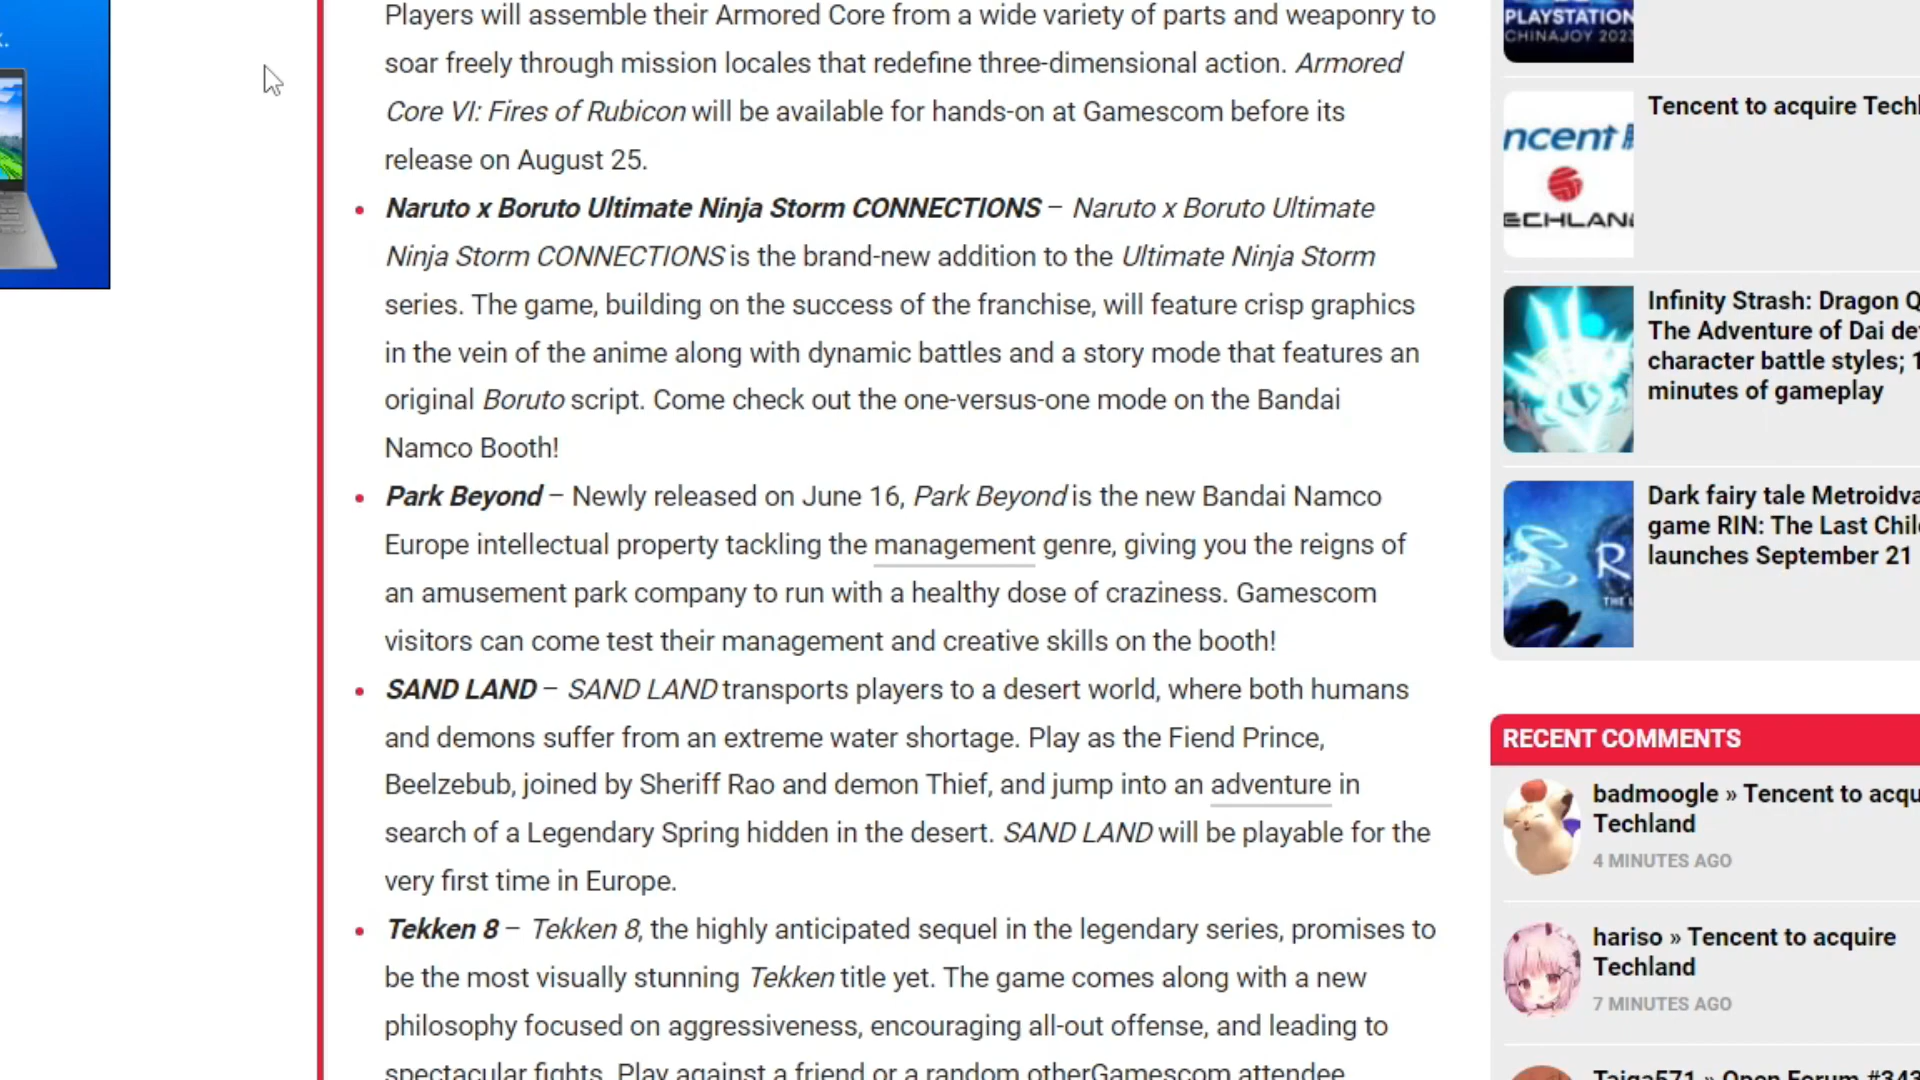 Players will assemble their Armored Core from a wide variety of parts and weaponry to
soar freely through mission locales that redefine three-dimensional action. Armored
Core VI: Fires of Rubicon will be available for hands-on at Gamescom before its
release on August 25.
Naruto x Boruto Ultimate Ninja Storm CONNECTIONS – Naruto x Boruto Ultimate
Ninja Storm CONNECTIONS is the brand-new addition to the Ultimate Ninja Storm
series. The game, building on the success of the franchise, will feature crisp graphics
in the vein of the anime along with dynamic battles and a story mode that features an
original Boruto script. Come check out the one-versus-one mode on the Bandai
Namco Booth!
Park Beyond – Newly released on June 16, Park Beyond is the new Bandai Namco
Europe intellectual property tackling the management genre, giving you the reigns of
an amusement park company to run with a healthy dose of craziness. Gamescom
visitors can come test their management and creative skills on the booth!
SAND LAND – SAND LAND transports players to a desert world, where both humans
and demons suffer from an extreme water shortage. Play as the Fiend Prince,
Beelzebub, joined by Sheriff Rao and demon Thief, and jump into an adventure in
search of a Legendary Spring hidden in the desert. SAND LAND will be playable for the
very first time in Europe.
Tekken 8 – Tekken 8, the highly anticipated sequel in the legendary series, promises to
be the most visually stunning Tekken title yet. The game comes along with a new
philosophy focused on aggressiveness, encouraging all-out offense, and leading to
spectacular fights. Play against a friend or a random otherGamescom attendee
PLAYSTATION
CHINAJOY 2023
Tencent to acquire Techl
ncent
ECHLAN
Infinity Strash: Dragon Q
The Adventure of Dai de
character battle styles; 1
minutes of gameplay
Dark fairy tale Metroidva
game RIN: The Last Chil
launches September 21
R
THE L
RECENT COMMENTS
badmoogle » Tencent to acqu
Techland
4 MINUTES AGO
hariso » Tencent to acquire
Techland
7 MINUTES AGO
Taiga571 » Open Forum #343